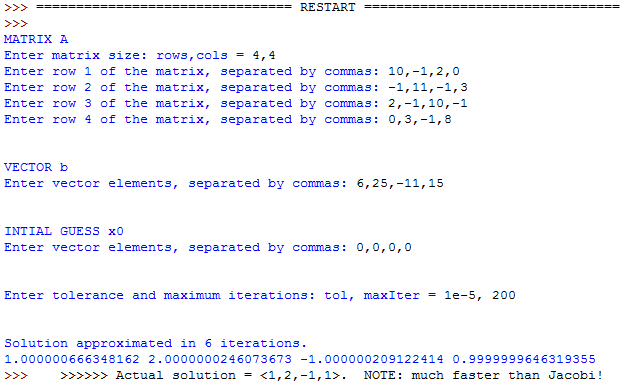 >>> ================================ RESTART ================================
>>>
MATRIX A
Enter matrix size: rows,cols = 4,4
Enter row 1 of the matrix, separated by commas: 10,-1,2,0
Enter row 2 of the matrix, separated by commas: -1,11,-1,3
Enter row 3 of the matrix, separated by commas: 2,-1,10,-1
Enter row 4 of the matrix, separated by commas: 0,3,-1,8
VECTOR b
Enter vector elements, separated by commas: 6,25,-11,15
INTIAL GUESS x0
Enter vector elements, separated by commas: 0,0,0,0
Enter tolerance and maximum iterations: tol, maxIter = 1e-5, 200
Solution approximated in 6 iterations.
1.000000666348162 2.0000000246073673 -1.000000209122414 0.9999999646319355
>>>    >>>>>> Actual solution = <1,2,-1,1>.  NOTE: much faster than Jacobi!